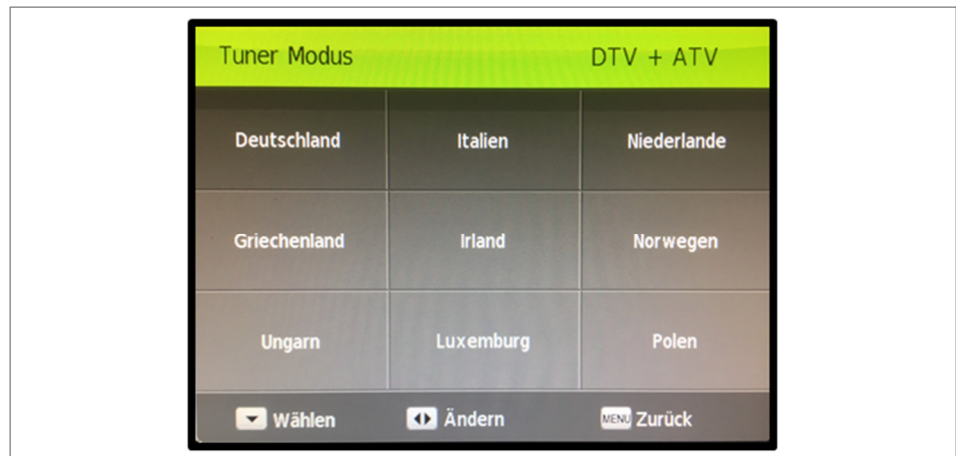 Tuner Modus DTV + ATV
Deutschland Italien Niederlande
Griechenland Irland Norwegen
Ungarn Luxemburg Polen
Wählen Ändern MENU Zurück